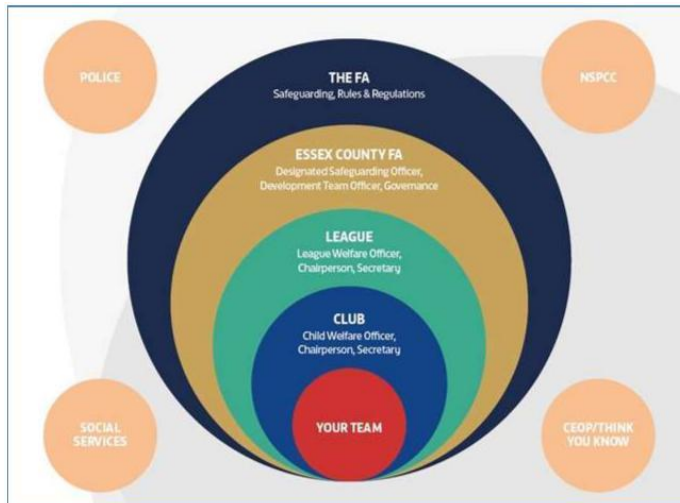 POLICE
NSPCC
THE FA
Safeguarding, Rules & Regulations
ESSEX COUNTY FA
Designated Safeguarding Officer,
Development Team Officer, Governance
LEAGUE
League Welfare Officer,
Chairperson, Secretary
CLUB
Child Welfare Officer,
Chairperson, Secretary
YOUR TEAM
SOCIAL
SERVICES
CEOP/THINK
YOU KNOW